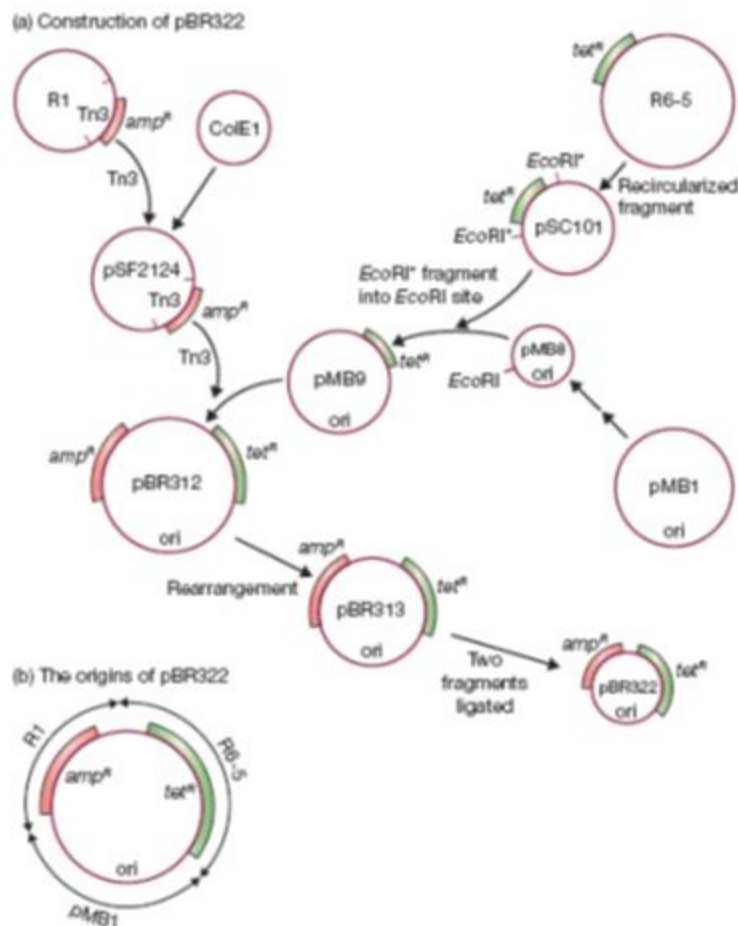 (a) Construction of pBR322
R1
Tn3
ampR
ColE1
tetR
R6-5
Tn3
EcoRI*
Recircularized
fragment
tetR
pSC101
EcoRI*
pSF2124
Tn3
ampR
EcoRI* fragment
into EcoRI site
Tn3
pMB9
ori
tetR
pMB8
ori
EcoRI
ampR
tetR
pBR312
ori
pMB1
ori
Rearrangement
ampR
pBR313
ori
tetR
Two
fragments
ligated
ampR
tetR
pBR322
ori
(b) The origins of pBR322
R1
R6-5
ampR
tetR
ori
pMB1